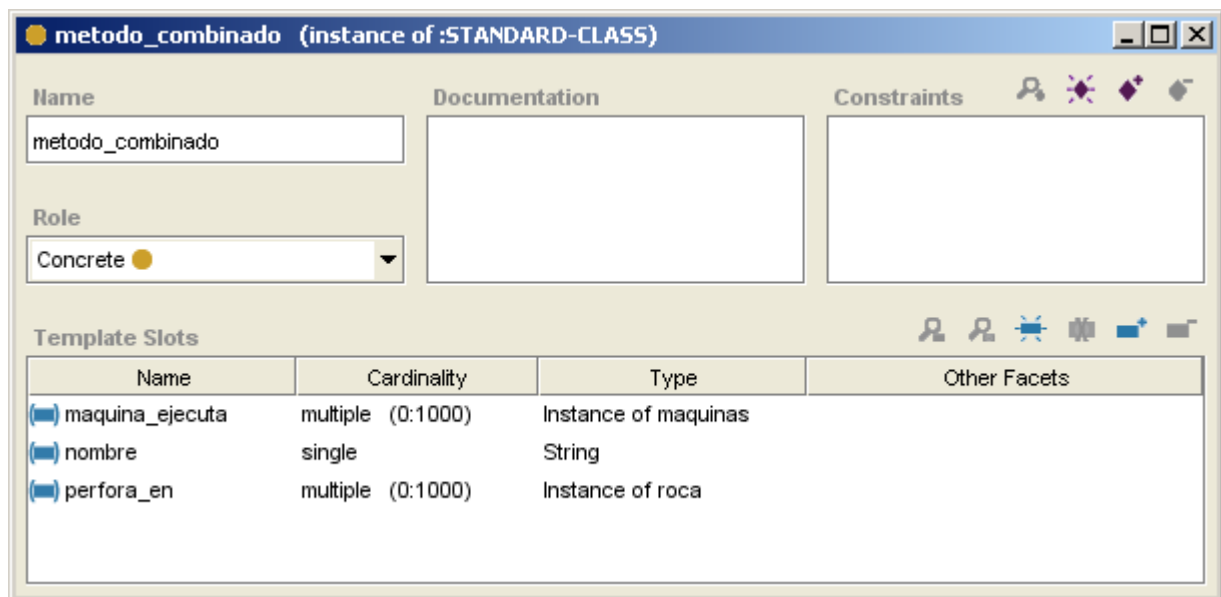 metodo_combinado (instance of :STANDARD-CLASS)
Name
Documentation
Constraints
metodo_combinado
Role
Concrete
Template Slots
Name Cardinality Type Other Facets
maquina_ejecuta multiple (0:1000) Instance of maquinas
nombre single String
perfora_en multiple (0:1000) Instance of roca